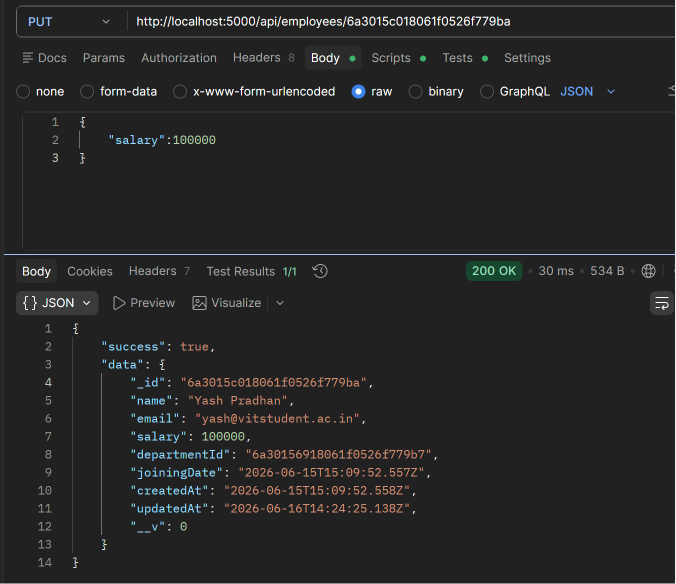 PUT http://localhost:5000/api/employees/6a3015c018061f0526f779ba
Docs Params Authorization Headers 8 Body Scripts Tests Settings
none form-data x-www-form-urlencoded raw binary GraphQL JSON
1 {
2 "salary":100000
3 }
Body Cookies Headers 7 Test Results 1/1 200 OK 30 ms 534 B
{} JSON Preview Visualize
1 {
2 "success": true,
3 "data": {
4 "_id": "6a3015c018061f0526f779ba",
5 "name": "Yash Pradhan",
6 "email": "yash@vitstudent.ac.in",
7 "salary": 100000,
8 "departmentId": "6a30156918061f0526f779b7",
9 "joiningDate": "2026-06-15T15:09:52.557Z",
10 "createdAt": "2026-06-15T15:09:52.558Z",
11 "updatedAt": "2026-06-16T14:24:25.138Z",
12 "__v": 0
13 }
14 }